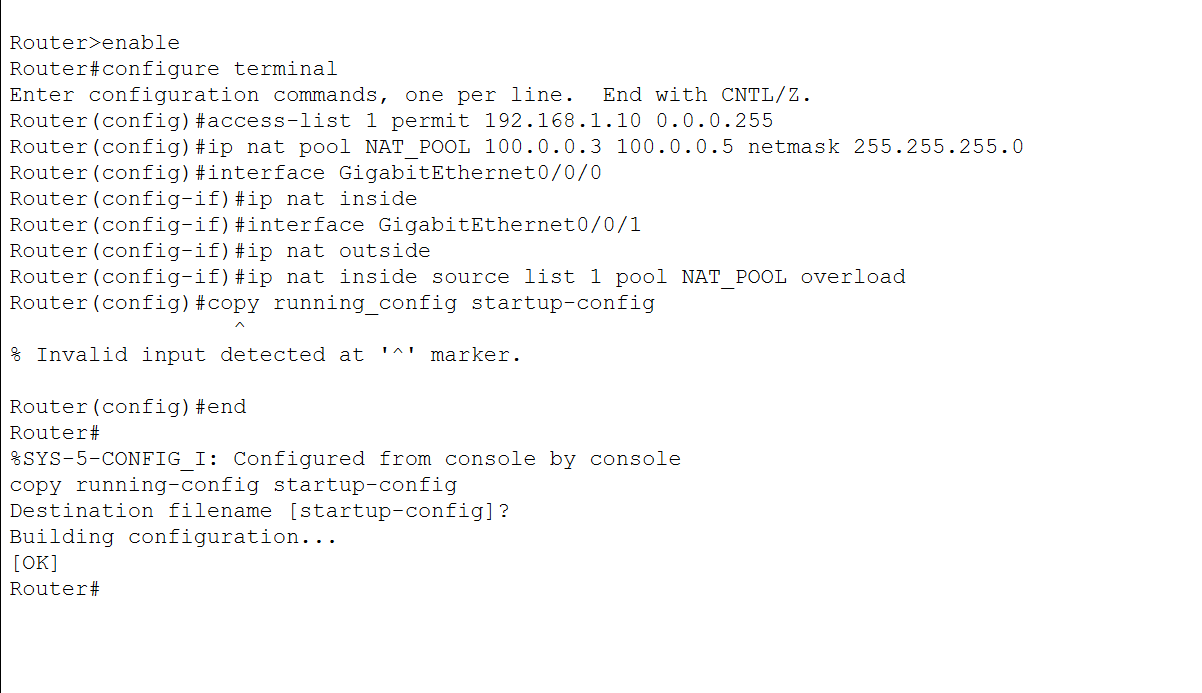 Router>enable
Router#configure terminal
Enter configuration commands, one per line.  End with CNTL/Z.
Router(config)#access-list 1 permit 192.168.1.10 0.0.0.255
Router(config)#ip nat pool NAT_POOL 100.0.0.3 100.0.0.5 netmask 255.255.255.0
Router(config)#interface GigabitEthernet0/0/0
Router(config-if)#ip nat inside
Router(config-if)#interface GigabitEthernet0/0/1
Router(config-if)#ip nat outside
Router(config-if)#ip nat inside source list 1 pool NAT_POOL overload
Router(config)#copy running_config startup-config
^
% Invalid input detected at '^' marker.
Router(config)#end
Router#
%SYS-5-CONFIG_I: Configured from console by console
copy running-config startup-config
Destination filename [startup-config]?
Building configuration...
[OK]
Router#